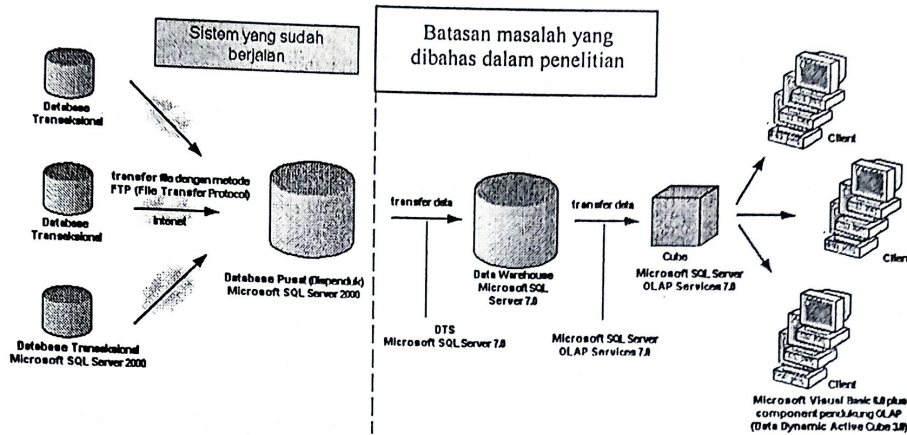 Sistem yang sudah
berjalan
Batasan masalah yang
dibahas dalam penelitian
Database
Transaksional
Database
Transaksional
transfer file dengan metode
FTP (File Transfer Protocol)
Internet
Database Transaksional
Microsoft SQL Server 2000
Database Pusat (Dispenduk)
Microsoft SQL Server 2000
transfer data
DTS
Microsoft SQL Server 7.0
Data Warehouse
Microsoft SQL
Server 7.0
transfer data
Microsoft SQL Server
OLAP Services 7.0
Cube
Microsoft SQL Server
OLAP Services 7.0
Client
Client
Client
Microsoft Visual Basic 6.0 plus
component pendukung OLAP
(Data Dynamic Active Cube 3.0)